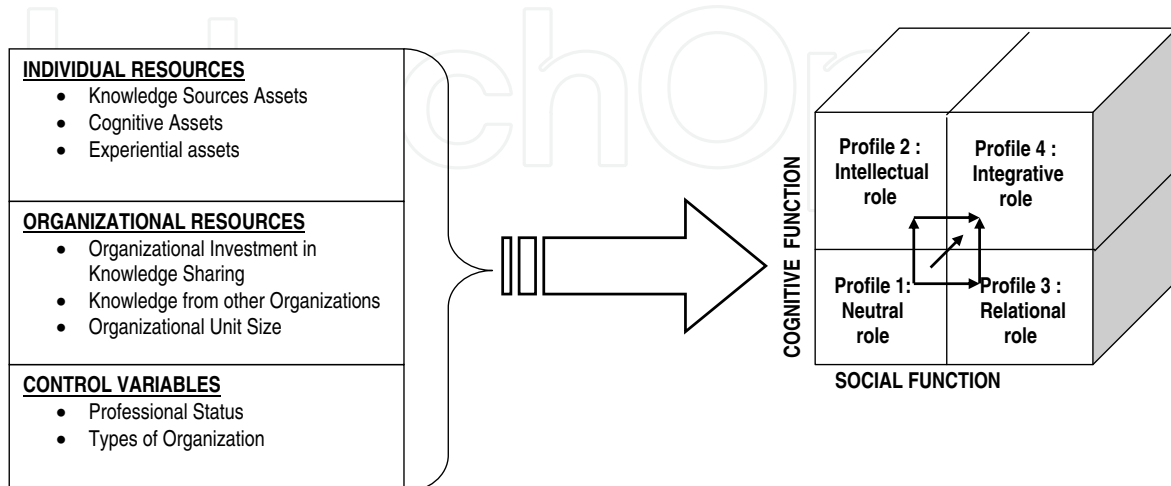 INDIVIDUAL RESOURCES
• Knowledge Sources Assets
• Cognitive Assets
• Experiential assets
ORGANIZATIONAL RESOURCES
• Organizational Investment in
Knowledge Sharing
• Knowledge from other Organizations
• Organizational Unit Size
CONTROL VARIABLES
• Professional Status
• Types of Organization
COGNITIVE FUNCTION
Profile 2 :
Intellectual
role
Profile 4 :
Integrative
role
Profile 1:
Neutral
role
Profile 3 :
Relational
role
SOCIAL FUNCTION